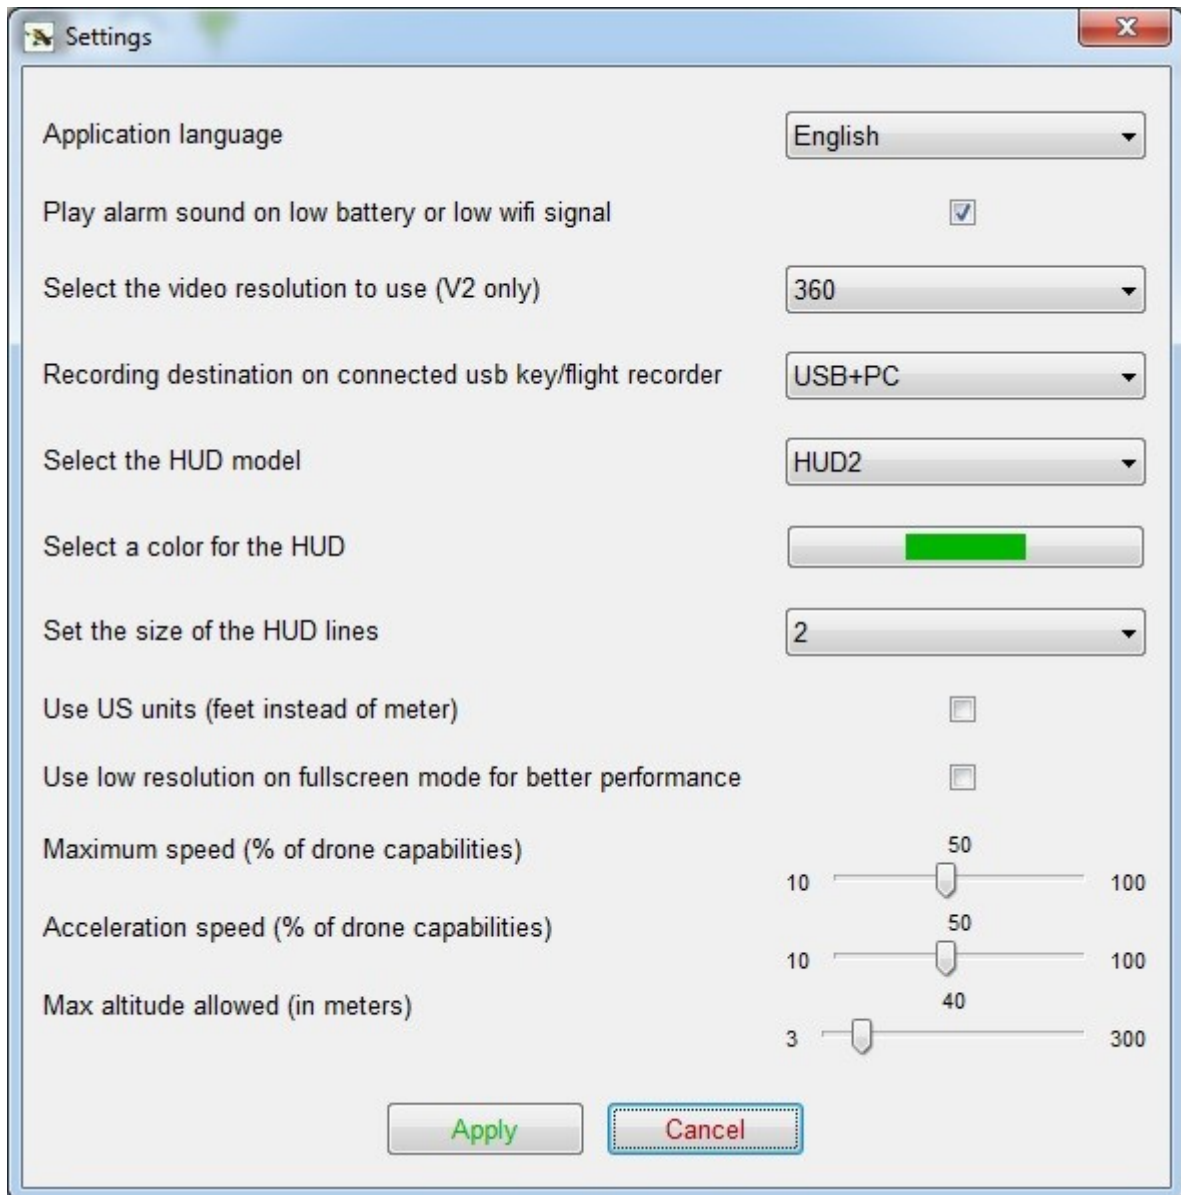 Settings
Application language English
Play alarm sound on low battery or low wifi signal
Select the video resolution to use (V2 only) 360
Recording destination on connected usb key/flight recorder USB+PC
Select the HUD model HUD2
Select a color for the HUD
Set the size of the HUD lines 2
Use US units (feet instead of meter)
Use low resolution on fullscreen mode for better performance
Maximum speed (% of drone capabilities) 50
10 100
Acceleration speed (% of drone capabilities) 50
10 100
Max altitude allowed (in meters) 40
3 300
Apply Cancel